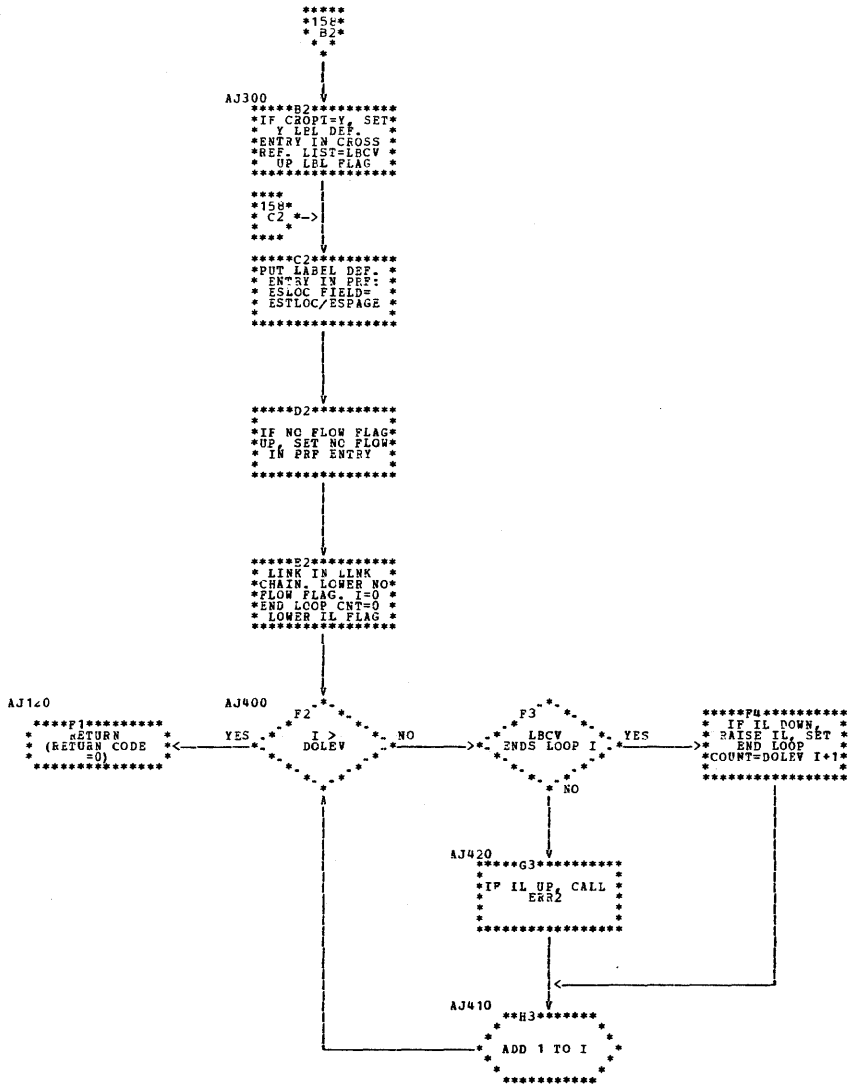 158
B2
AJ300
B2
IF CROPT=Y, SET
Y LBL DEF.
ENTRY IN CROSS
REF. LIST=LBCV
UP LBL FLAG
158
C2
C2
PUT LABEL DEF.
ENTRY IN PRF:
ESLOC FIELD=
ESTLOC/ESPAGE
D2
IF NO FLOW FLAG
UP, SET NO FLOW
IN PRF ENTRY
E2
LINK IN LLNK
CHAIN. LOWER NO
FLOW FLAG. I=0
END LOOP CNT=0
LOWER IL FLAG
AJ120
F1
RETURN
(RETURN CODE
=0)
YES
AJ400
F2
I >
DOLEV
NO
F3
LBCV
ENDS LOOP I
YES
NO
F4
IF IL DOWN,
RAISE IL, SET
END LOOP
COUNT=DOLEV I+1
AJ420
G3
IF IL UP, CALL
ERR2
AJ410
H3
ADD 1 TO I